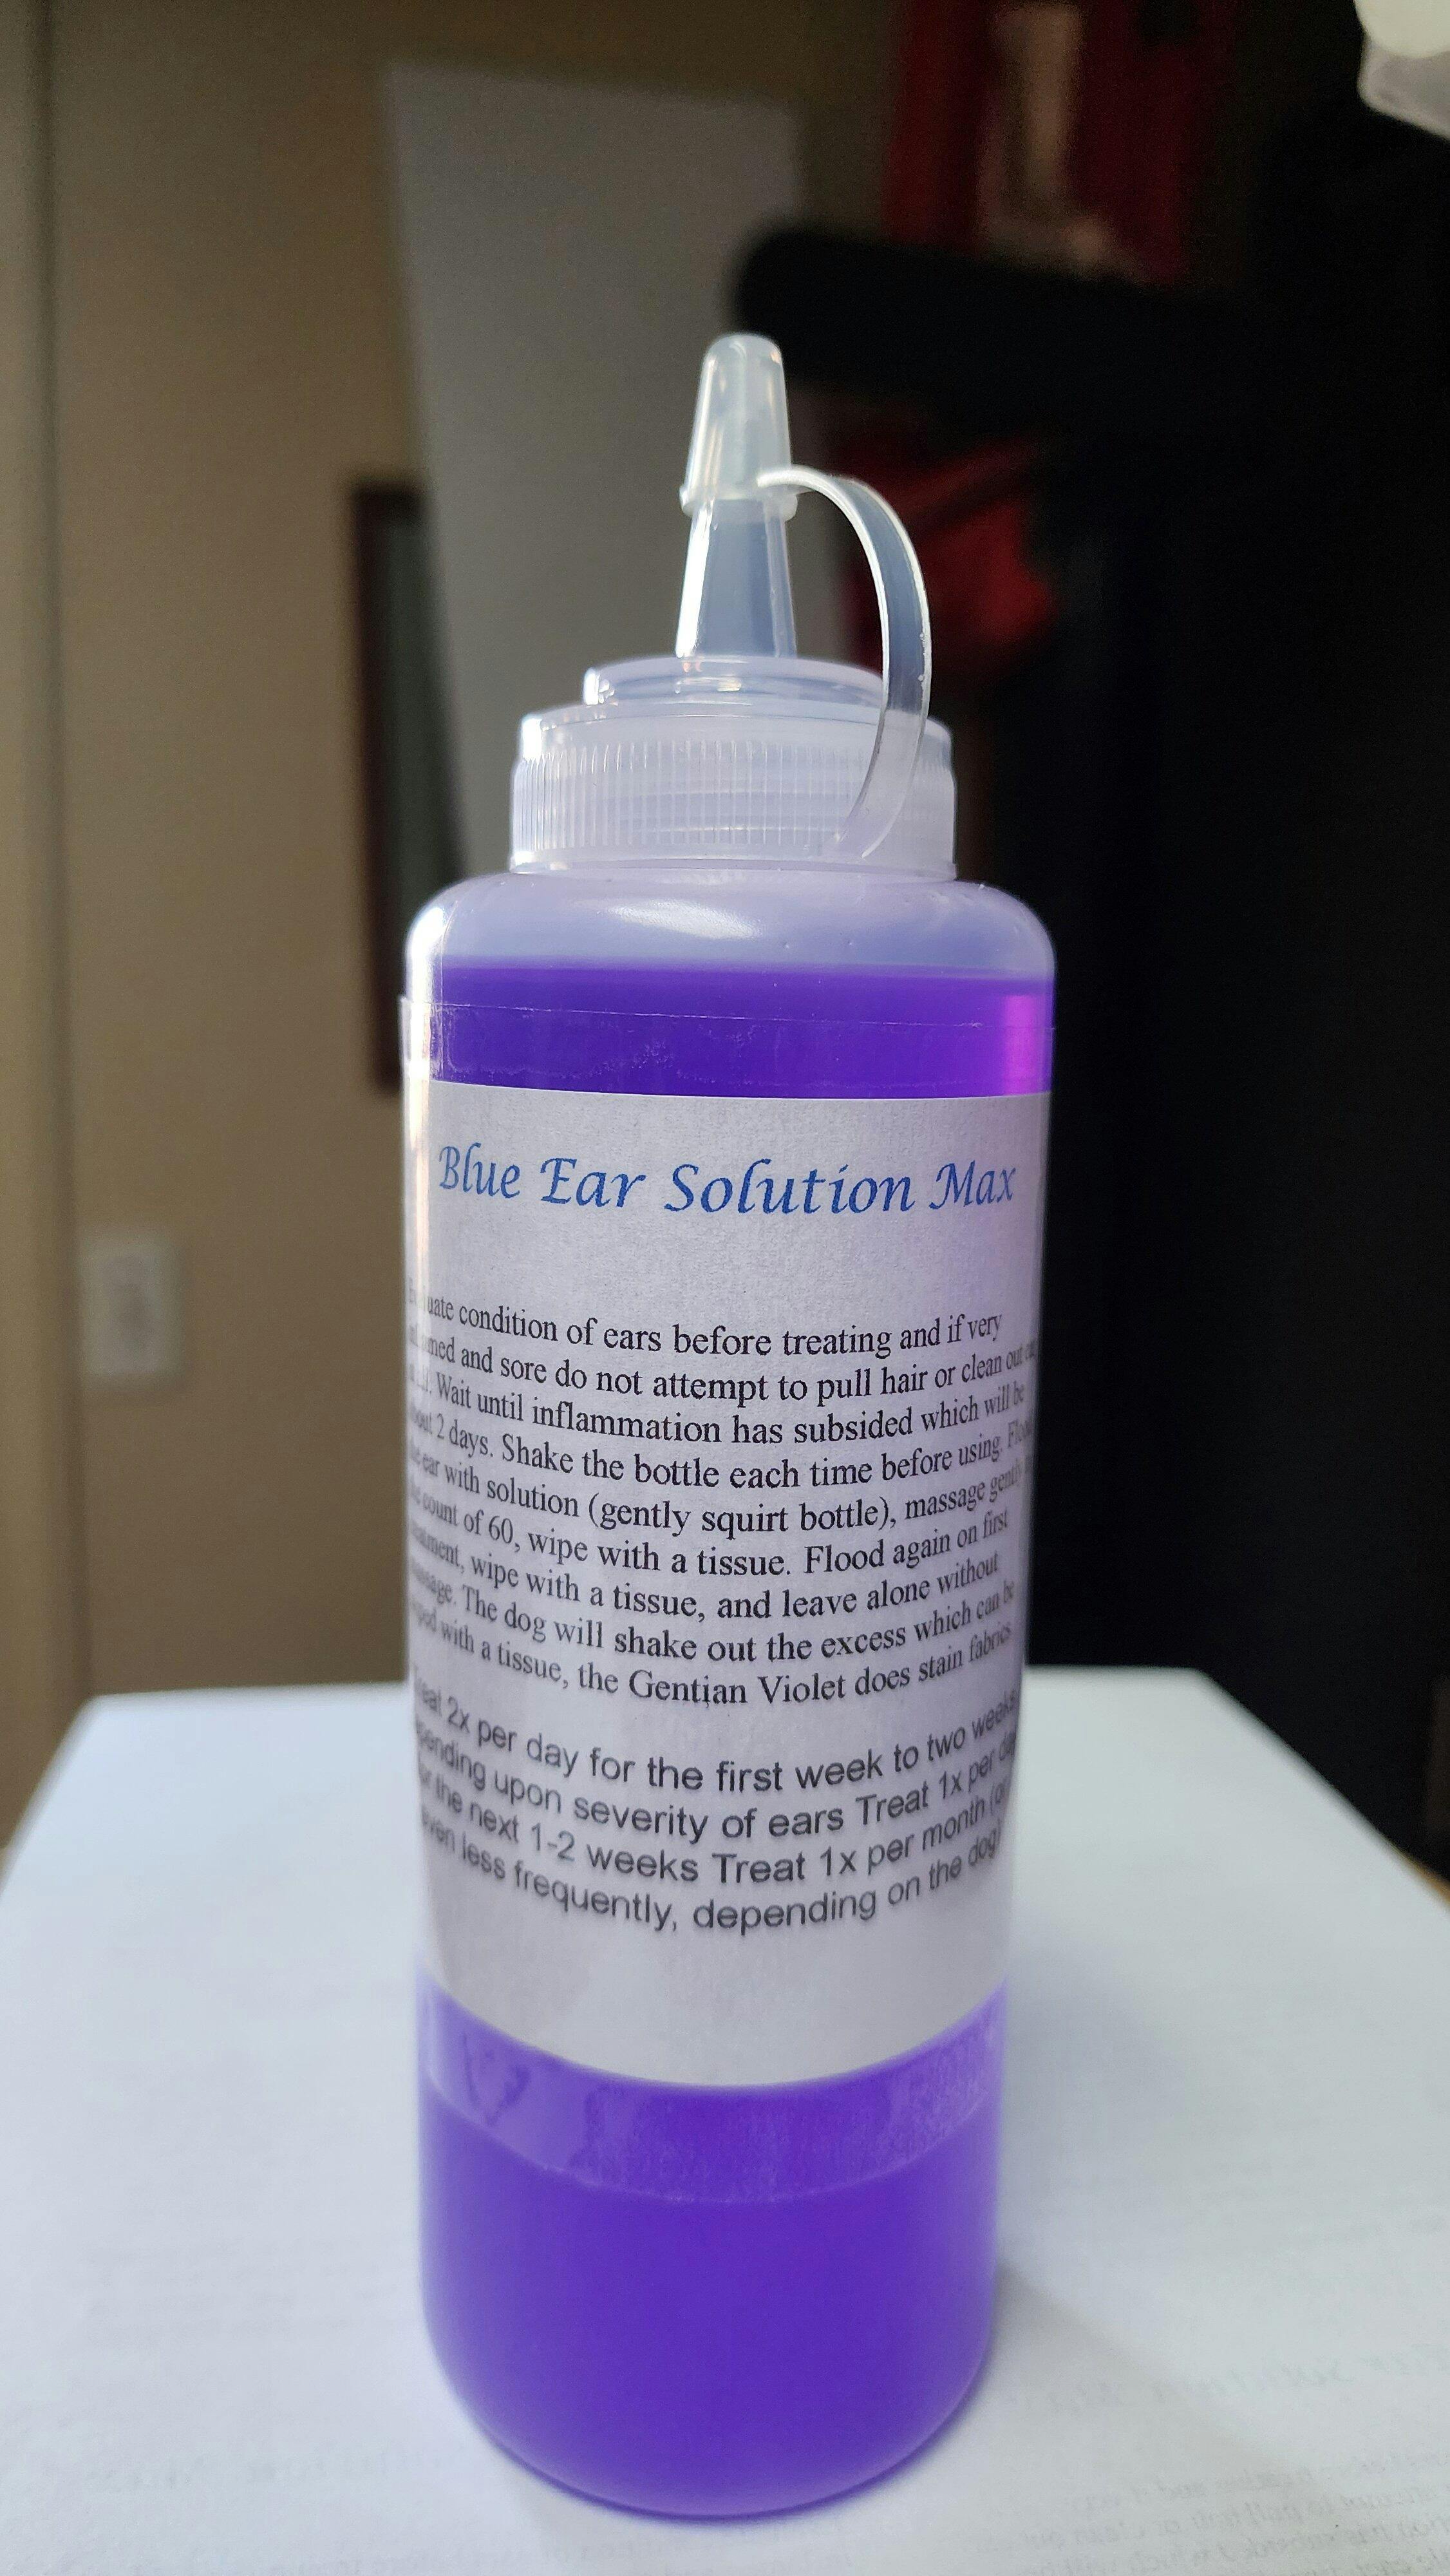 Blue Ear Solution Max
condition of ears before treating and if very
and sore do not attempt to pull hair or clean out
Wait until inflammation has subsided which will be
2 days. Shake the bottle each time before using. Flood
ear with solution (gently squirt bottle), massage gently
count of 60, wipe with a tissue. Flood again on first
wipe with a tissue, and leave alone without
The dog will shake out the excess which can be
with a tissue, the Gentian Violet does stain fabrics
Treat 2x per day for the first week to two weeks
depending upon severity of ears Treat 1x per day
for the next 1-2 weeks Treat 1x per month (or
even less frequently, depending on the dog)